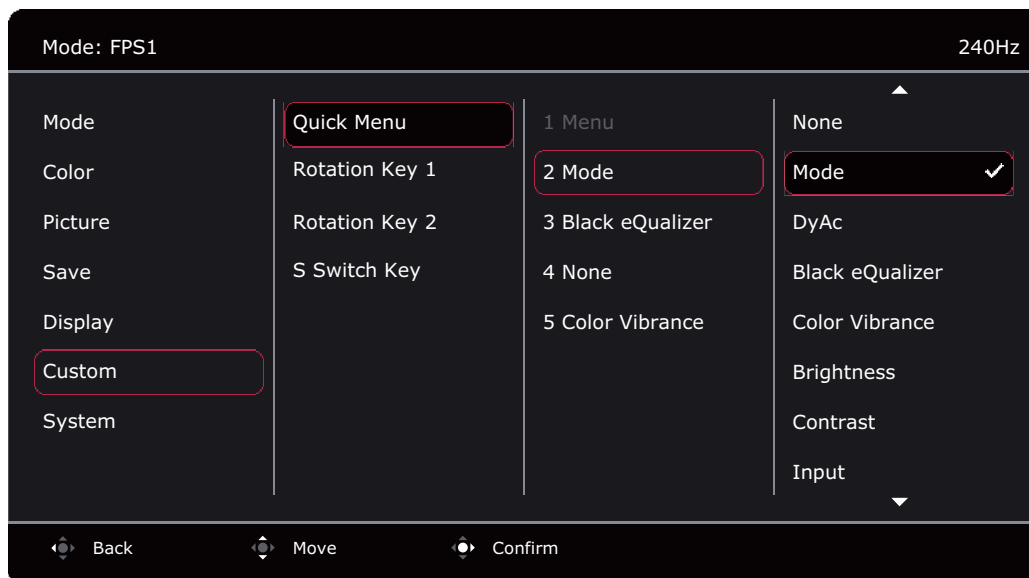 Mode: FPS1 240Hz
Mode
Color
Picture
Save
Display
Custom
System
Quick Menu
Rotation Key 1
Rotation Key 2
S Switch Key
1 Menu
2 Mode
3 Black eQualizer
4 None
5 Color Vibrance
None
Mode
DyAc
Black eQualizer
Color Vibrance
Brightness
Contrast
Input
Back Move Confirm